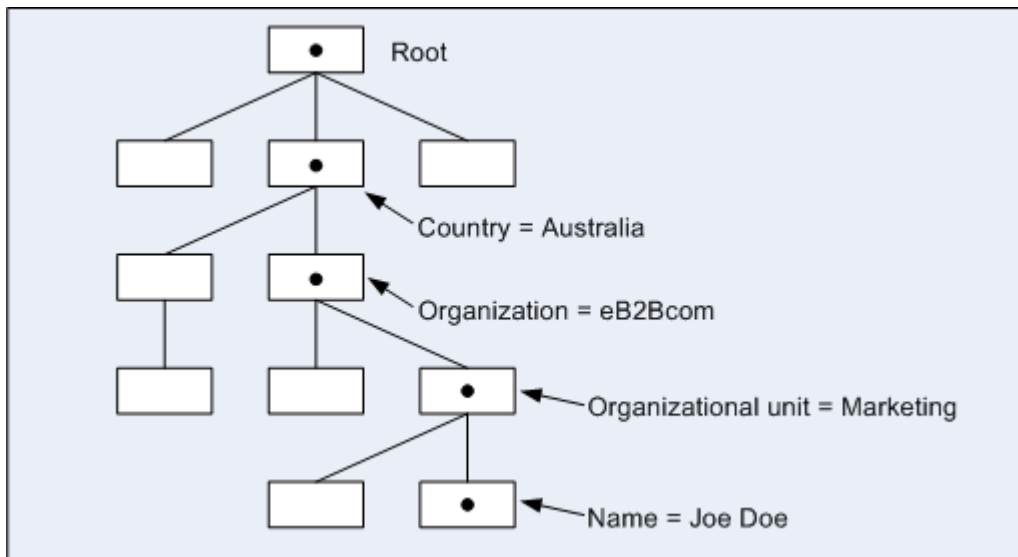 Root
Country = Australia
Organization = eB2Bcom
Organizational unit = Marketing
Name = Joe Doe